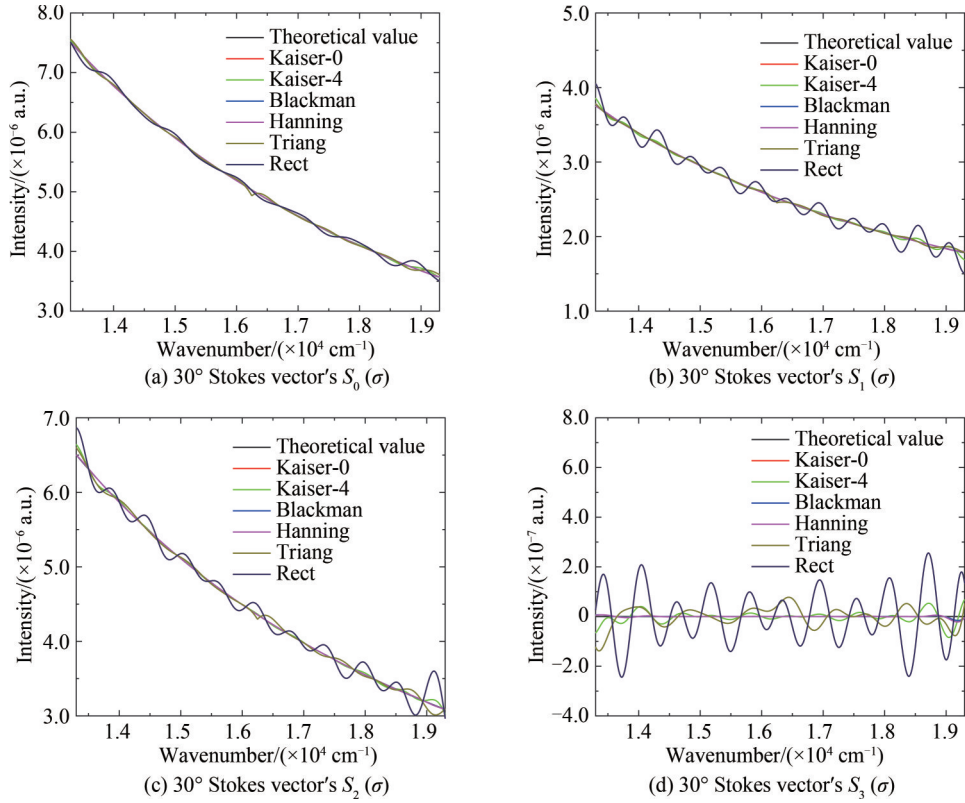 8.0
7.0
6.0
5.0
4.0
3.0
Intensity/(×10⁻⁶ a.u.)
Theoretical value
Kaiser-0
Kaiser-4
Blackman
Hanning
Triang
Rect
1.4 1.5 1.6 1.7 1.8 1.9
Wavenumber/(×10⁴ cm⁻¹)
(a) 30° Stokes vector's S₀ (σ)
5.0
4.0
3.0
2.0
1.0
Intensity/(×10⁻⁶ a.u.)
Theoretical value
Kaiser-0
Kaiser-4
Blackman
Hanning
Triang
Rect
1.4 1.5 1.6 1.7 1.8 1.9
Wavenumber/(×10⁴ cm⁻¹)
(b) 30° Stokes vector's S₁ (σ)
7.0
6.0
5.0
4.0
3.0
Intensity/(×10⁻⁶ a.u.)
Theoretical value
Kaiser-0
Kaiser-4
Blackman
Hanning
Triang
Rect
1.4 1.5 1.6 1.7 1.8 1.9
Wavenumber/(×10⁴ cm⁻¹)
(c) 30° Stokes vector's S₂ (σ)
8.0
6.0
4.0
2.0
0
−2.0
−4.0
Intensity/(×10⁻⁷ a.u.)
Theoretical value
Kaiser-0
Kaiser-4
Blackman
Hanning
Triang
Rect
1.4 1.5 1.6 1.7 1.8 1.9
Wavenumber/(×10⁴ cm⁻¹)
(d) 30° Stokes vector's S₃ (σ)